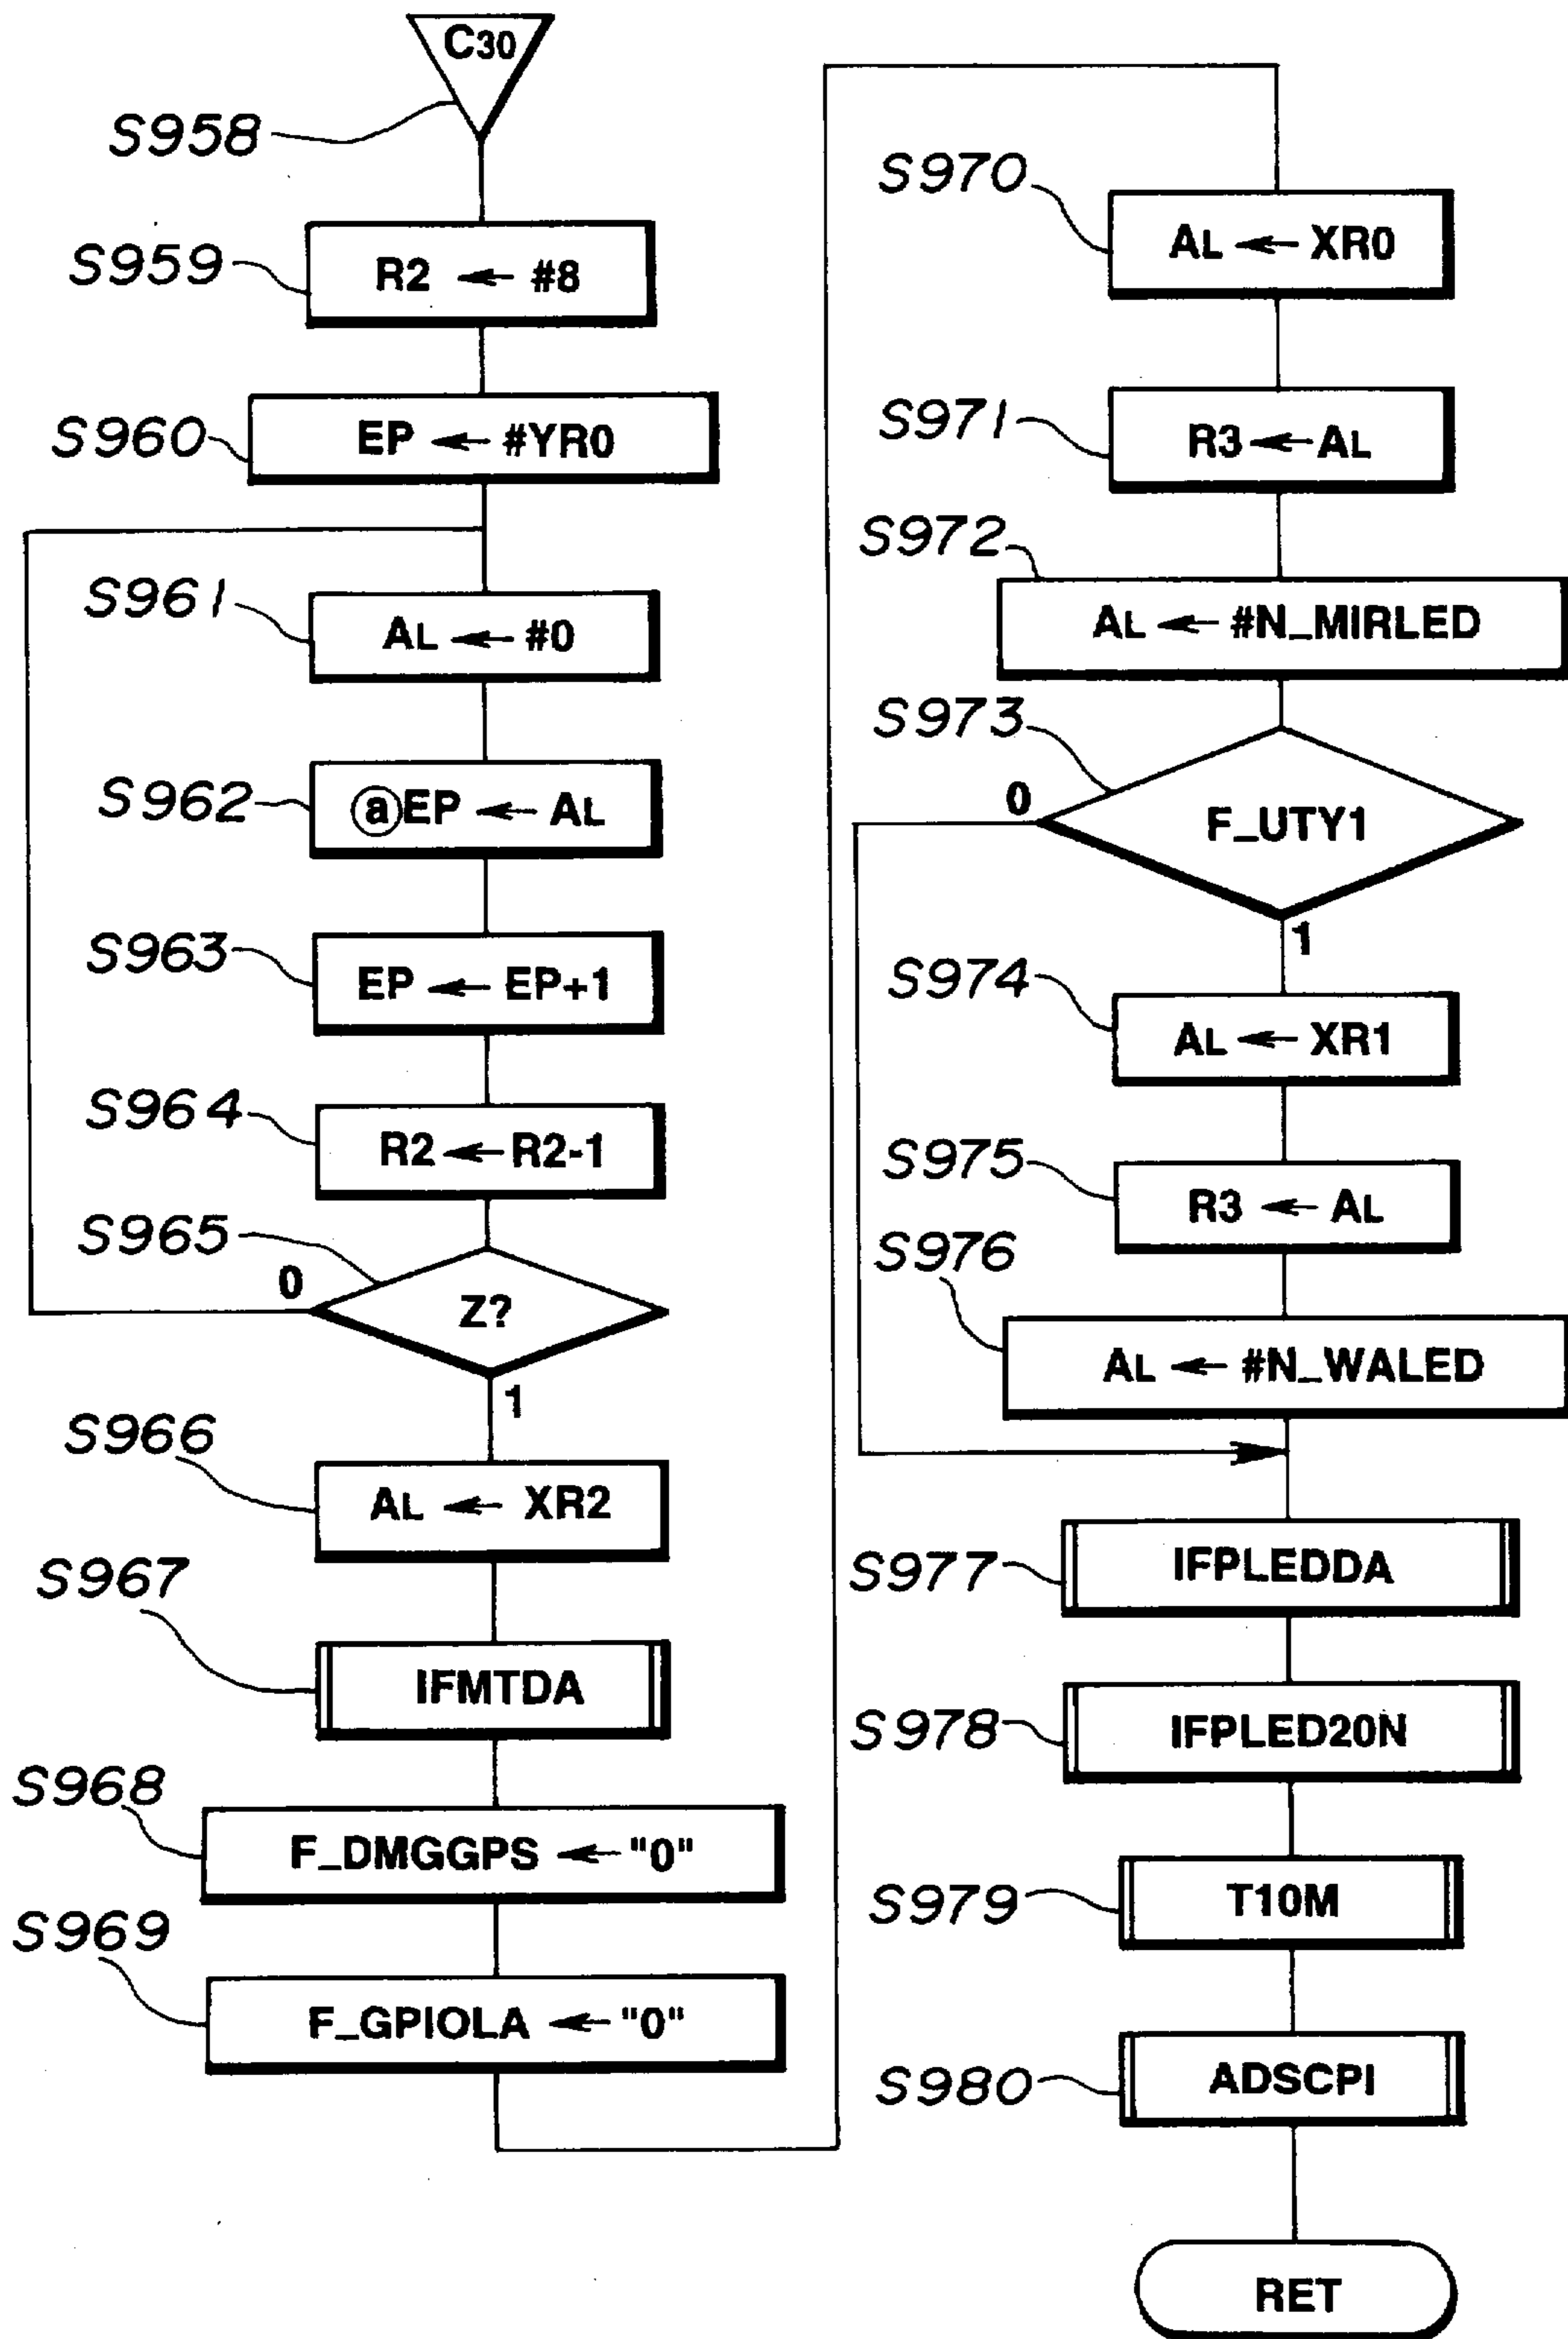 C30
S958
S959
R2 ← #8
S960
EP ← #YR0
S961
AL ← #0
S962
ⓐEP ← AL
S963
EP ← EP+1
S964
R2 ← R2-1
S965
0
Z?
1
S966
AL ← XR2
S967
IFMTDA
S968
F_DMGGPS ← "0"
S969
F_GPIOLA ← "0"
S970
AL ← XR0
S971
R3 ← AL
S972
AL ← #N_MIRLED
S973
0
F_UTY1
1
S974
AL ← XR1
S975
R3 ← AL
S976
AL ← #N_WALED
S977
IFPLEDDA
S978
IFPLED20N
S979
T10M
S980
ADSCPI
RET